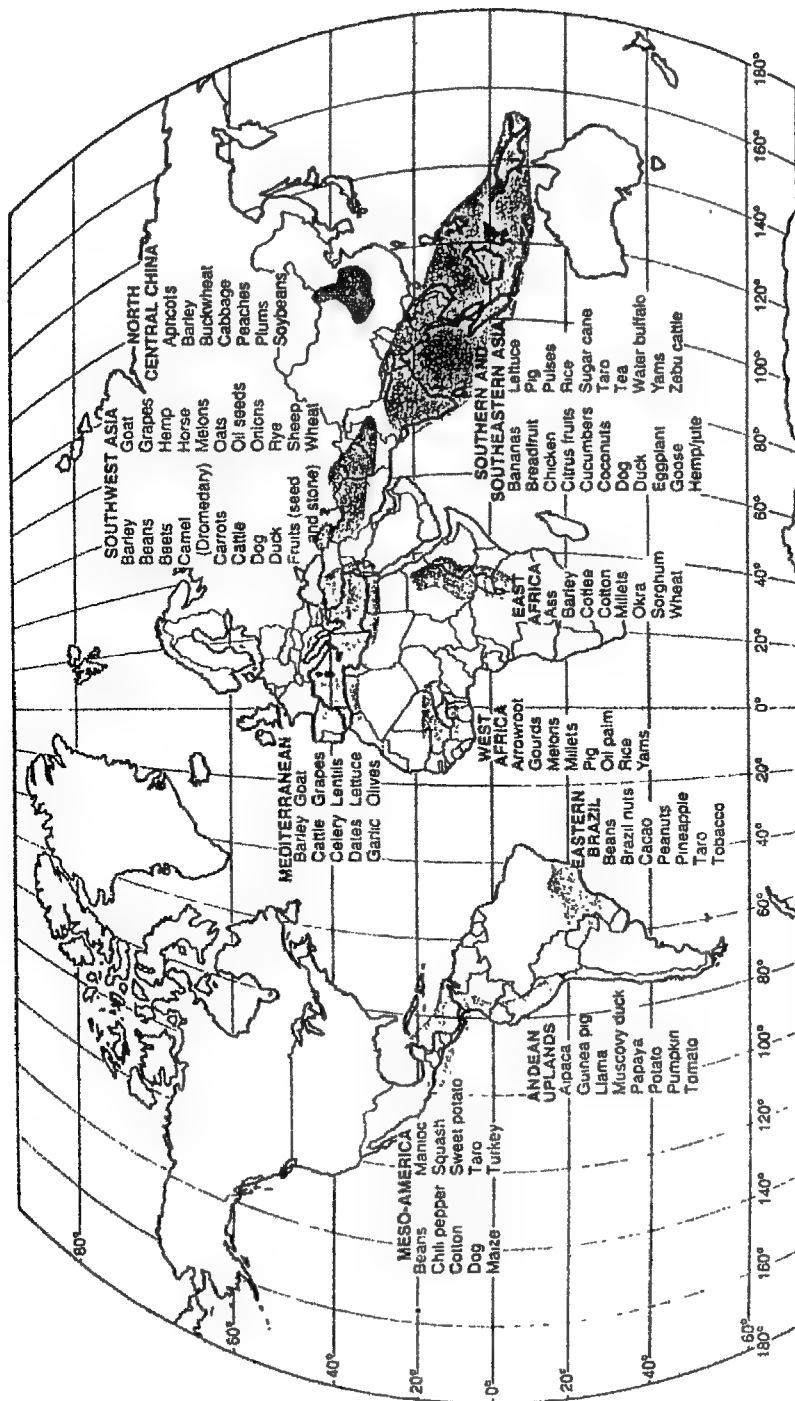 MESO-AMERICA
Beans
Chili pepper
Cotton
Dog
Maize
Manioc
Squash
Sweet potato
Taro
Turkey
ANDEAN
UPLANDS
Alpaca
Guinea pig
Llama
Muscovy duck
Papaya
Potato
Pumpkin
Tomato
EASTERN
BRAZIL
Beans
Brazil nuts
Cacao
Peanuts
Pineapple
Taro
Tobacco
MEDITERRANEAN
Barley
Cattle
Celery
Dates
Garlic
Goat
Grapes
Lentils
Lettuce
Olives
WEST
AFRICA
Arrowroot
Gourds
Melons
Millets
Pig
Oil palm
Rice
Yams
EAST
AFRICA
Ass
Barley
Coffee
Cotton
Millets
Okra
Sorghum
Wheat
SOUTHWEST ASIA
Barley
Beans
Beets
Camel
(Dromedary)
Carrots
Cattle
Dog
Duck
Fruits (seed
and stone)
Goat
Grapes
Hemp
Horse
Melons
Oats
Oil seeds
Onions
Rye
Sheep
Wheat
NORTH
CENTRAL CHINA
Apricots
Barley
Buckwheat
Cabbage
Peaches
Plums
Soybeans
SOUTHERN AND
SOUTHEASTERN ASIA
Bananas
Breadfruit
Chicken
Citrus fruits
Cucumbers
Coconuts
Dog
Duck
Eggplant
Goose
Hemp/jute
Lettuce
Pig
Pulses
Rice
Sugar cane
Taro
Tea
Water buffalo
Yams
Zebu cattle
80°
60°
40°
20°
0°
20°
40°
60°
180°
160°
140°
120°
100°
80°
60°
40°
20°
0°
20°
40°
60°
80°
100°
120°
140°
160°
180°